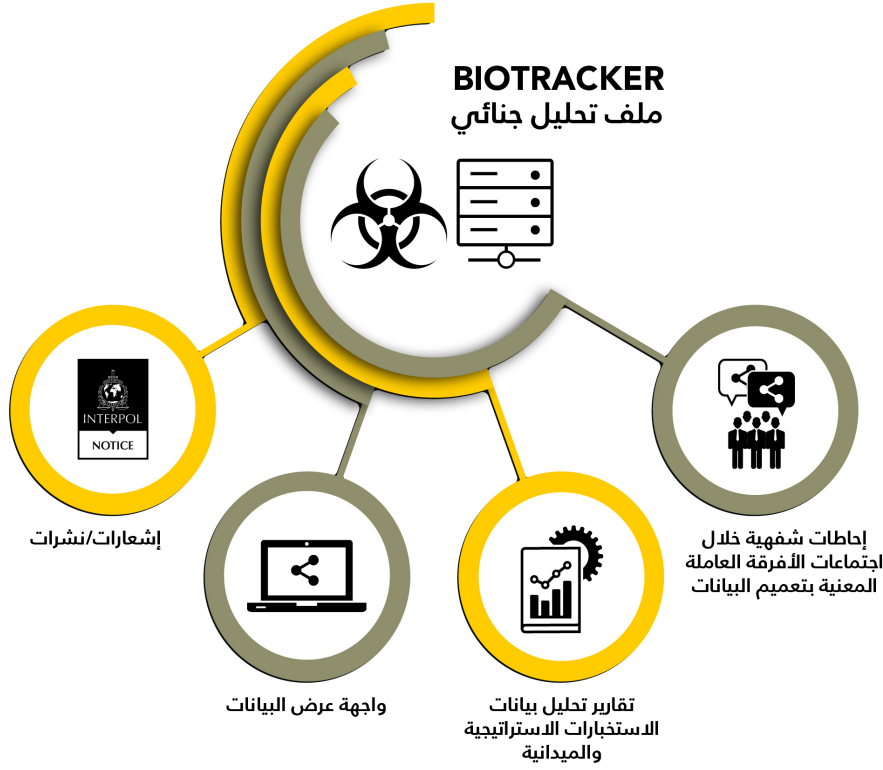 BIOTRACKER
ملف تحليل جنائي
INTERPOL
NOTICE
إحاطات شفهية خلال
اجتماعات الأفرقة العاملة
المعنية بتعميم البيانات
إشعارات/نشرات
واجهة عرض البيانات
تقارير تحليل بيانات
الاستخبارات الاستراتيجية
والميدانية